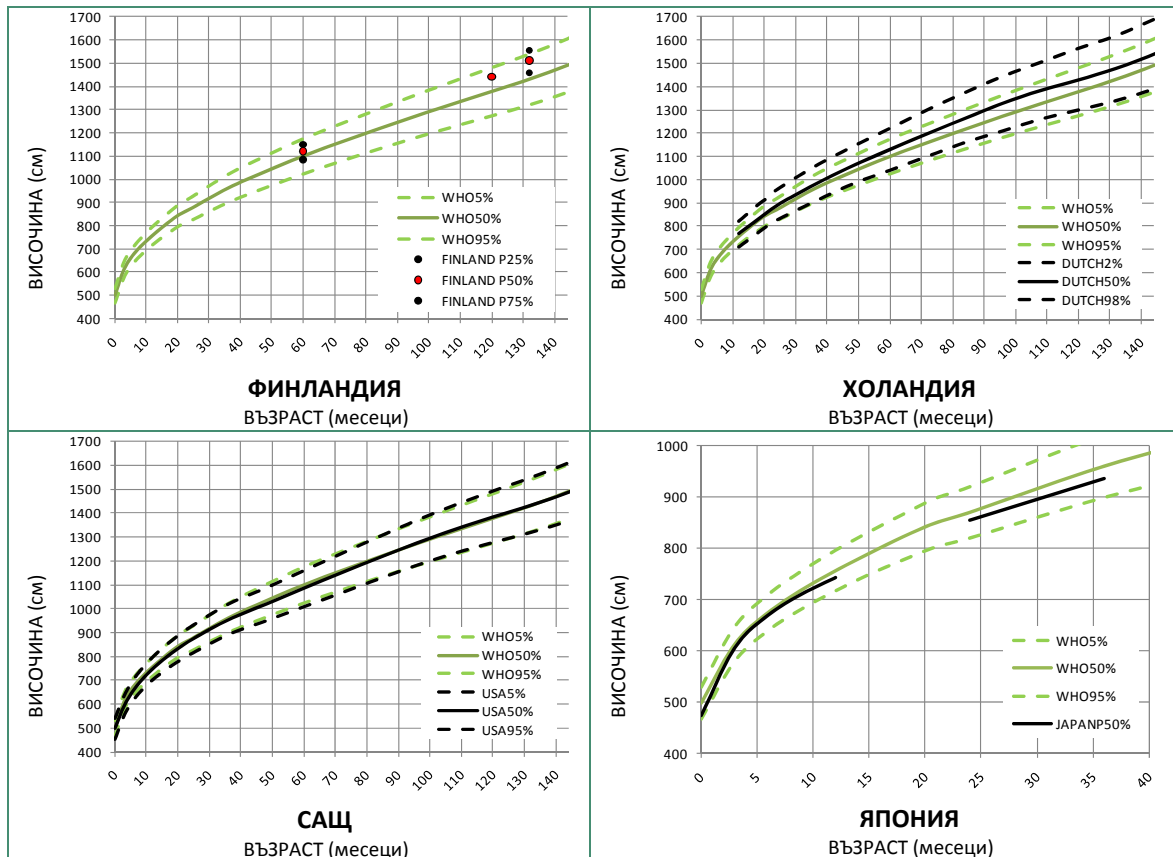 1700
1600
1500
1400
1300
1200
1100
1000
900
800
700
600
500
400
ВИСОЧИНА (см)
WHO5%
WHO50%
WHO95%
FINLAND P25%
FINLAND P50%
FINLAND P75%
0 10 20 30 40 50 60 70 80 90 100 110 120 130 140
ФИНЛАНДИЯ
ВЪЗРАСТ (месеци)
1700
1600
1500
1400
1300
1200
1100
1000
900
800
700
600
500
400
ВИСОЧИНА (см)
WHO5%
WHO50%
WHO95%
DUTCH2%
DUTCH50%
DUTCH98%
0 10 20 30 40 50 60 70 80 90 100 110 120 130 140
ХОЛАНДИЯ
ВЪЗРАСТ (месеци)
1700
1600
1500
1400
1300
1200
1100
1000
900
800
700
600
500
400
ВИСОЧИНА (см)
WHO5%
WHO50%
WHO95%
USA5%
USA50%
USA95%
0 10 20 30 40 50 60 70 80 90 100 110 120 130 140
САЩ
ВЪЗРАСТ (месеци)
1000
900
800
700
600
500
400
ВИСОЧИНА (см)
WHO5%
WHO50%
WHO95%
JAPANP50%
0 5 10 15 20 25 30 35 40
ЯПОНИЯ
ВЪЗРАСТ (месеци)